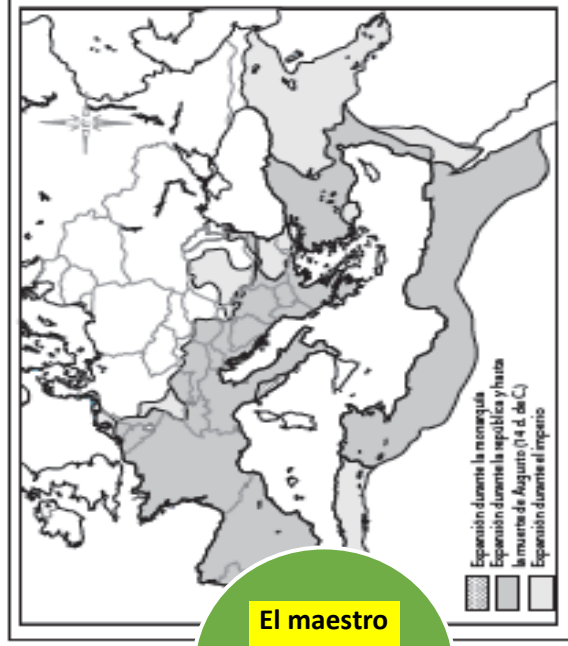 Expansión durante la monarquía
Expansión durante la república y hasta
la muerte de Augusto (14 d. de C.)
Expansión durante el imperio
El maestro